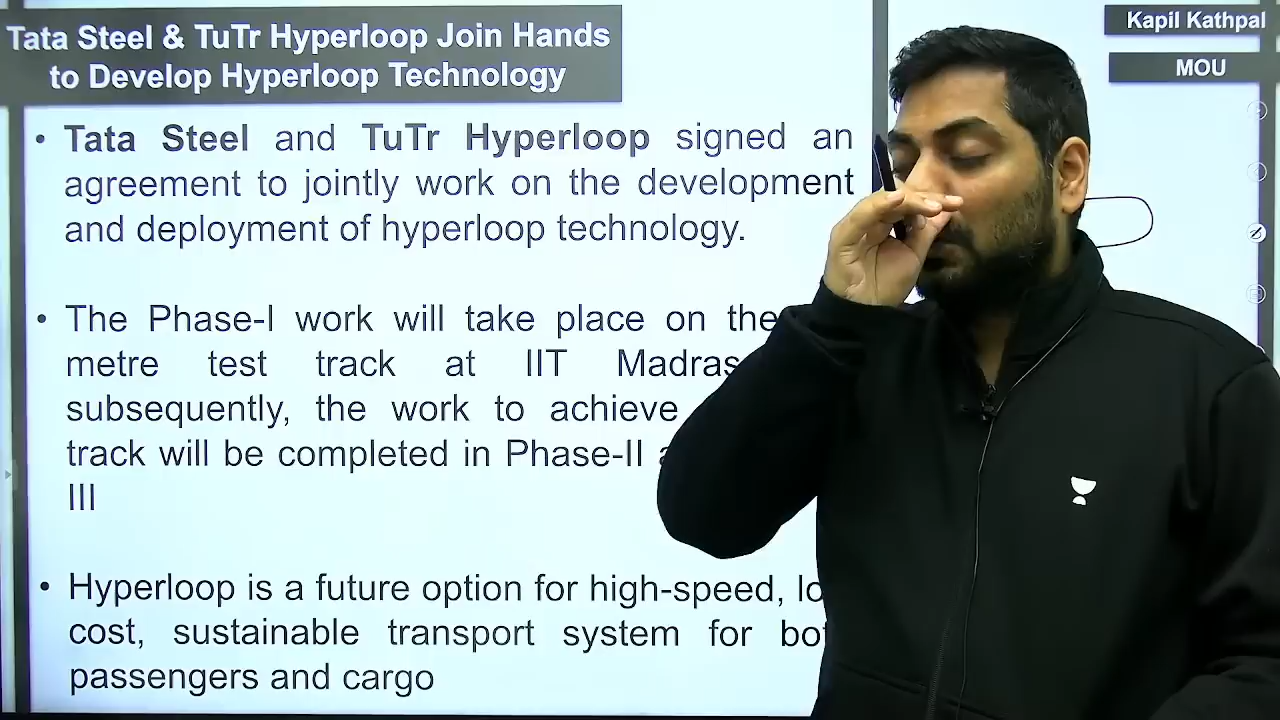 Tata Steel & TuTr Hyperloop Join Hands
to Develop Hyperloop Technology
Kapil Kathpal
MOU
• Tata Steel and TuTr Hyperloop signed an
agreement to jointly work on the development
and deployment of hyperloop technology.
• The Phase-I work will take place on the
metre test track at IIT Madras
subsequently, the work to achieve
track will be completed in Phase-II
III
• Hyperloop is a future option for high-speed,
cost, sustainable transport system for
passengers and cargo